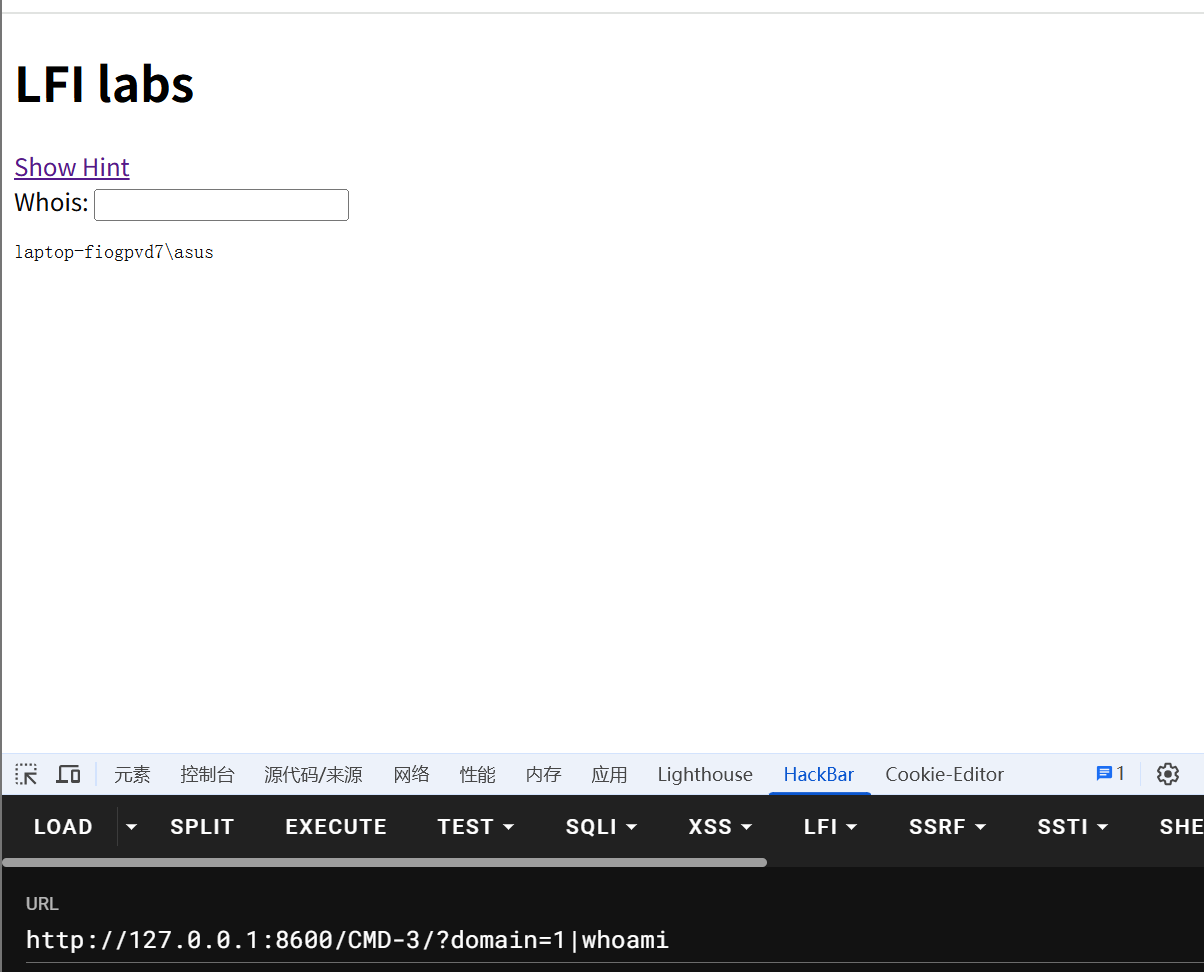 LFI labs
Show Hint
Whois:
laptop-fiogpvd7\asus
元素 控制台 源代码/来源 网络 性能 内存 应用 Lighthouse HackBar Cookie-Editor 1
LOAD SPLIT EXECUTE TEST SQLI XSS LFI SSRF SSTI SHE
URL
http://127.0.0.1:8600/CMD-3/?domain=1|whoami